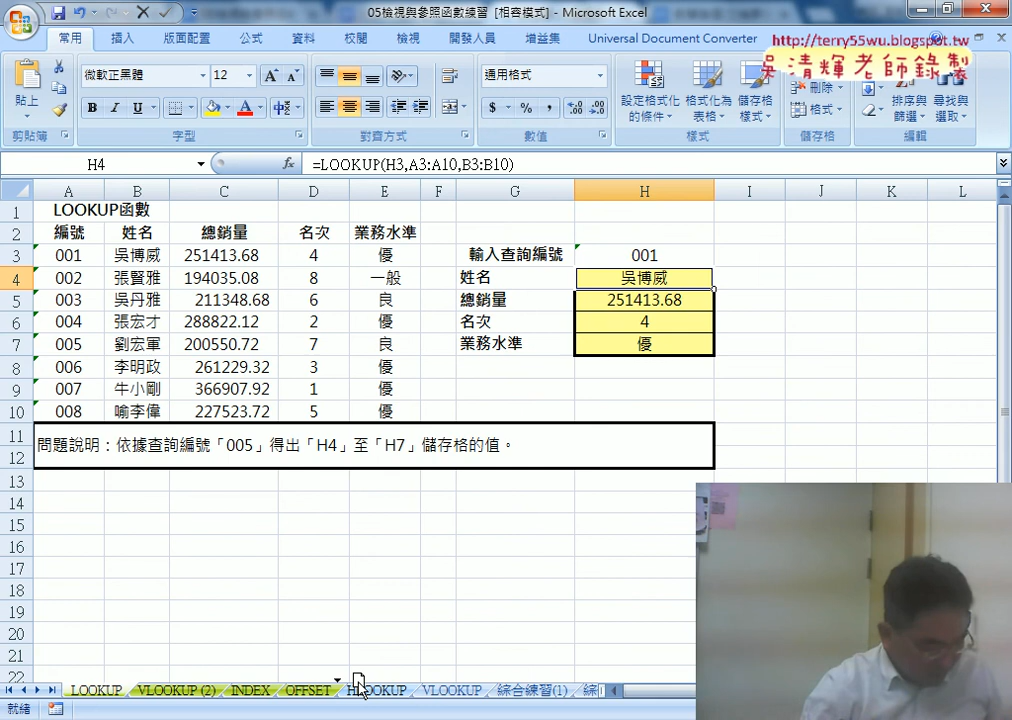 05檢視與參照函數練習 [相容模式] - Microsoft Excel
常用 插入 版面配置 公式 資料 校閱 檢視 開發人員 增益集 Universal Document Converter
http://terry55wu.blogspot.tw
吳清輝老師錄製
微軟正黑體 12 通用格式
貼上 設定格式化的條件 格式化為表格 儲存格樣式 刪除 格式 排序與篩選 尋找與選取
剪貼簿 字型 對齊方式 數值 樣式 儲存格 編輯
H4 fx =LOOKUP(H3,A3:A10,B3:B10)
A B C D E F G H I J K L
1 LOOKUP函數
2 編號 姓名 總銷量 名次 業務水準
3 001 吳博威 251413.68 4 優 輸入查詢編號 001
4 002 張賢雅 194035.08 8 一般 姓名 吳博威
5 003 吳丹雅 211348.68 6 良 總銷量 251413.68
6 004 張宏才 288822.12 2 優 名次 4
7 005 劉宏軍 200550.72 7 良 業務水準 優
8 006 李明政 261229.32 3 優
9 007 牛小剛 366907.92 1 優
10 008 喻李偉 227523.72 5 優
11 問題說明：依據查詢編號「005」得出「H4」至「H7」儲存格的值。
12
13
14
15
16
17
18
19
20
21
22
LOOKUP VLOOKUP (2) INDEX OFFSET HLOOKUP VLOOKUP 綜合練習(1) 綜
就緒